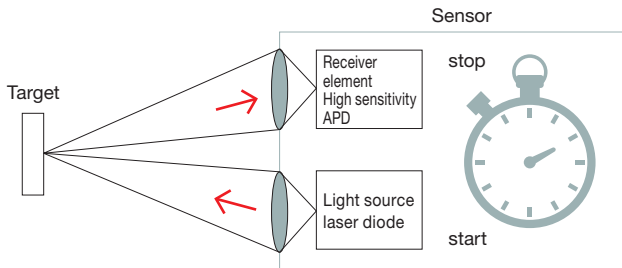 Sensor
Target
Receiver
element
High sensitivity
APD
stop
Light source
laser diode
start